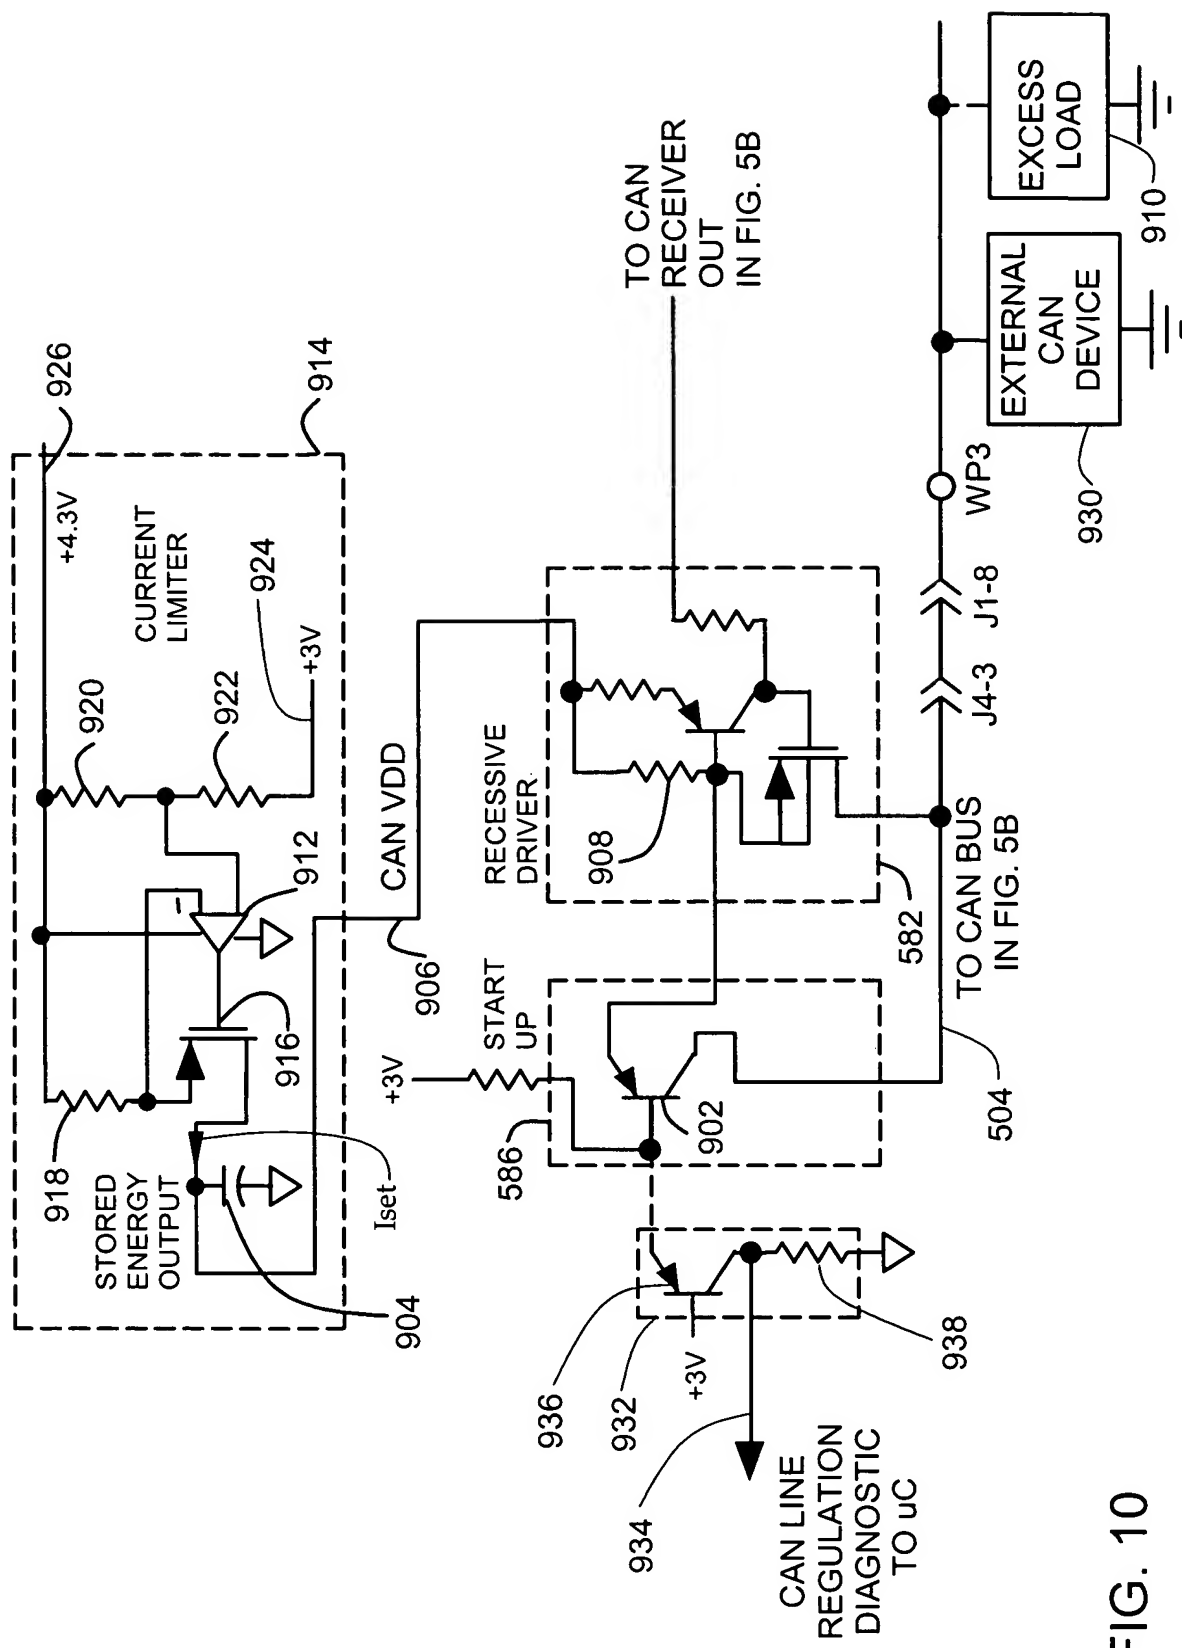 926
914
+4.3V
CURRENT
LIMITER
924
+3V
920
922
912
916
918
STORED
ENERGY
OUTPUT
Iset
904
CAN VDD
906
TO CAN
RECEIVER
OUT
IN FIG. 5B
RECESSIVE
DRIVER
908
582
START
UP
+3V
586
902
504
TO CAN BUS
IN FIG. 5B
J4-3
J1-8
WP3
EXTERNAL
CAN
DEVICE
930
EXCESS
LOAD
910
936
932
+3V
938
934
CAN LINE
REGULATION
DIAGNOSTIC
TO uC
FIG. 10